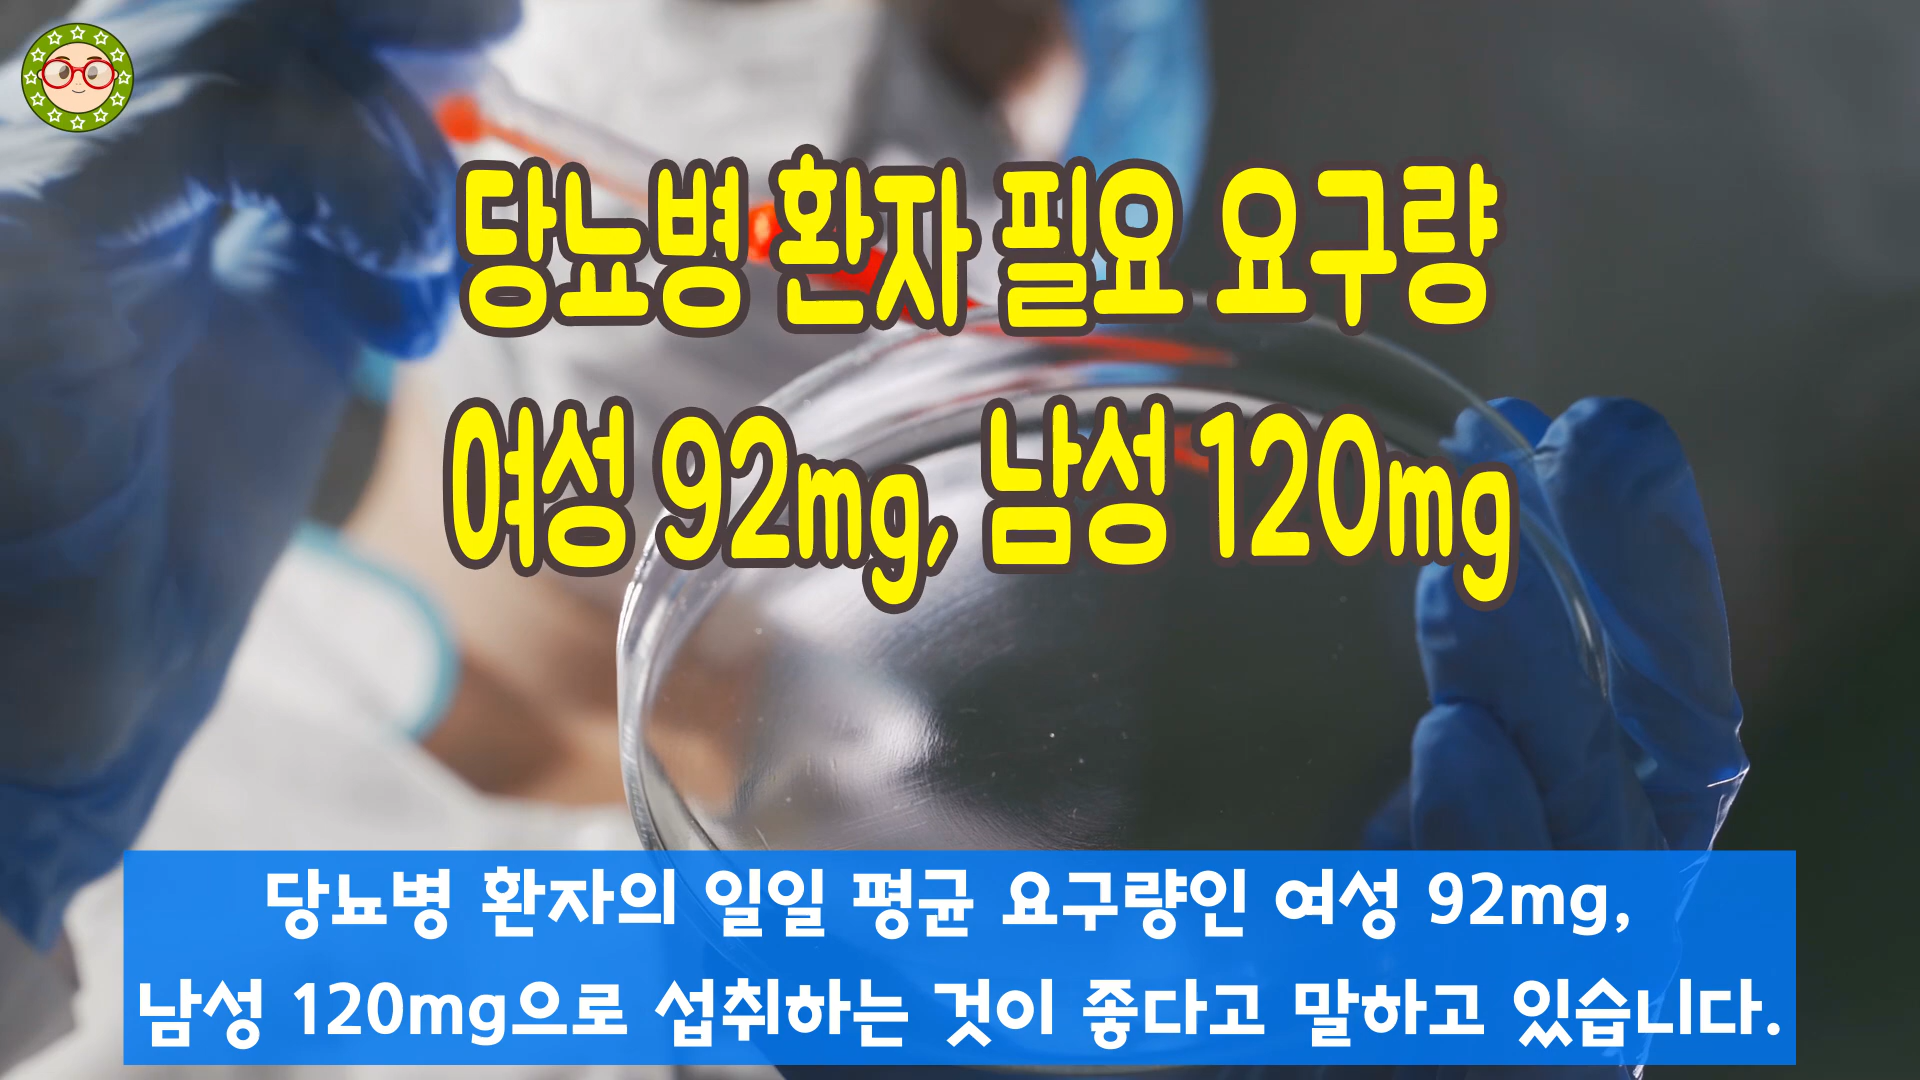 당뇨병 환자 필요 요구량
여성 92mg, 남성 120mg
당뇨병 환자의 일일 평균 요구량인 여성 92mg,
남성 120mg으로 섭취하는 것이 좋다고 말하고 있습니다.